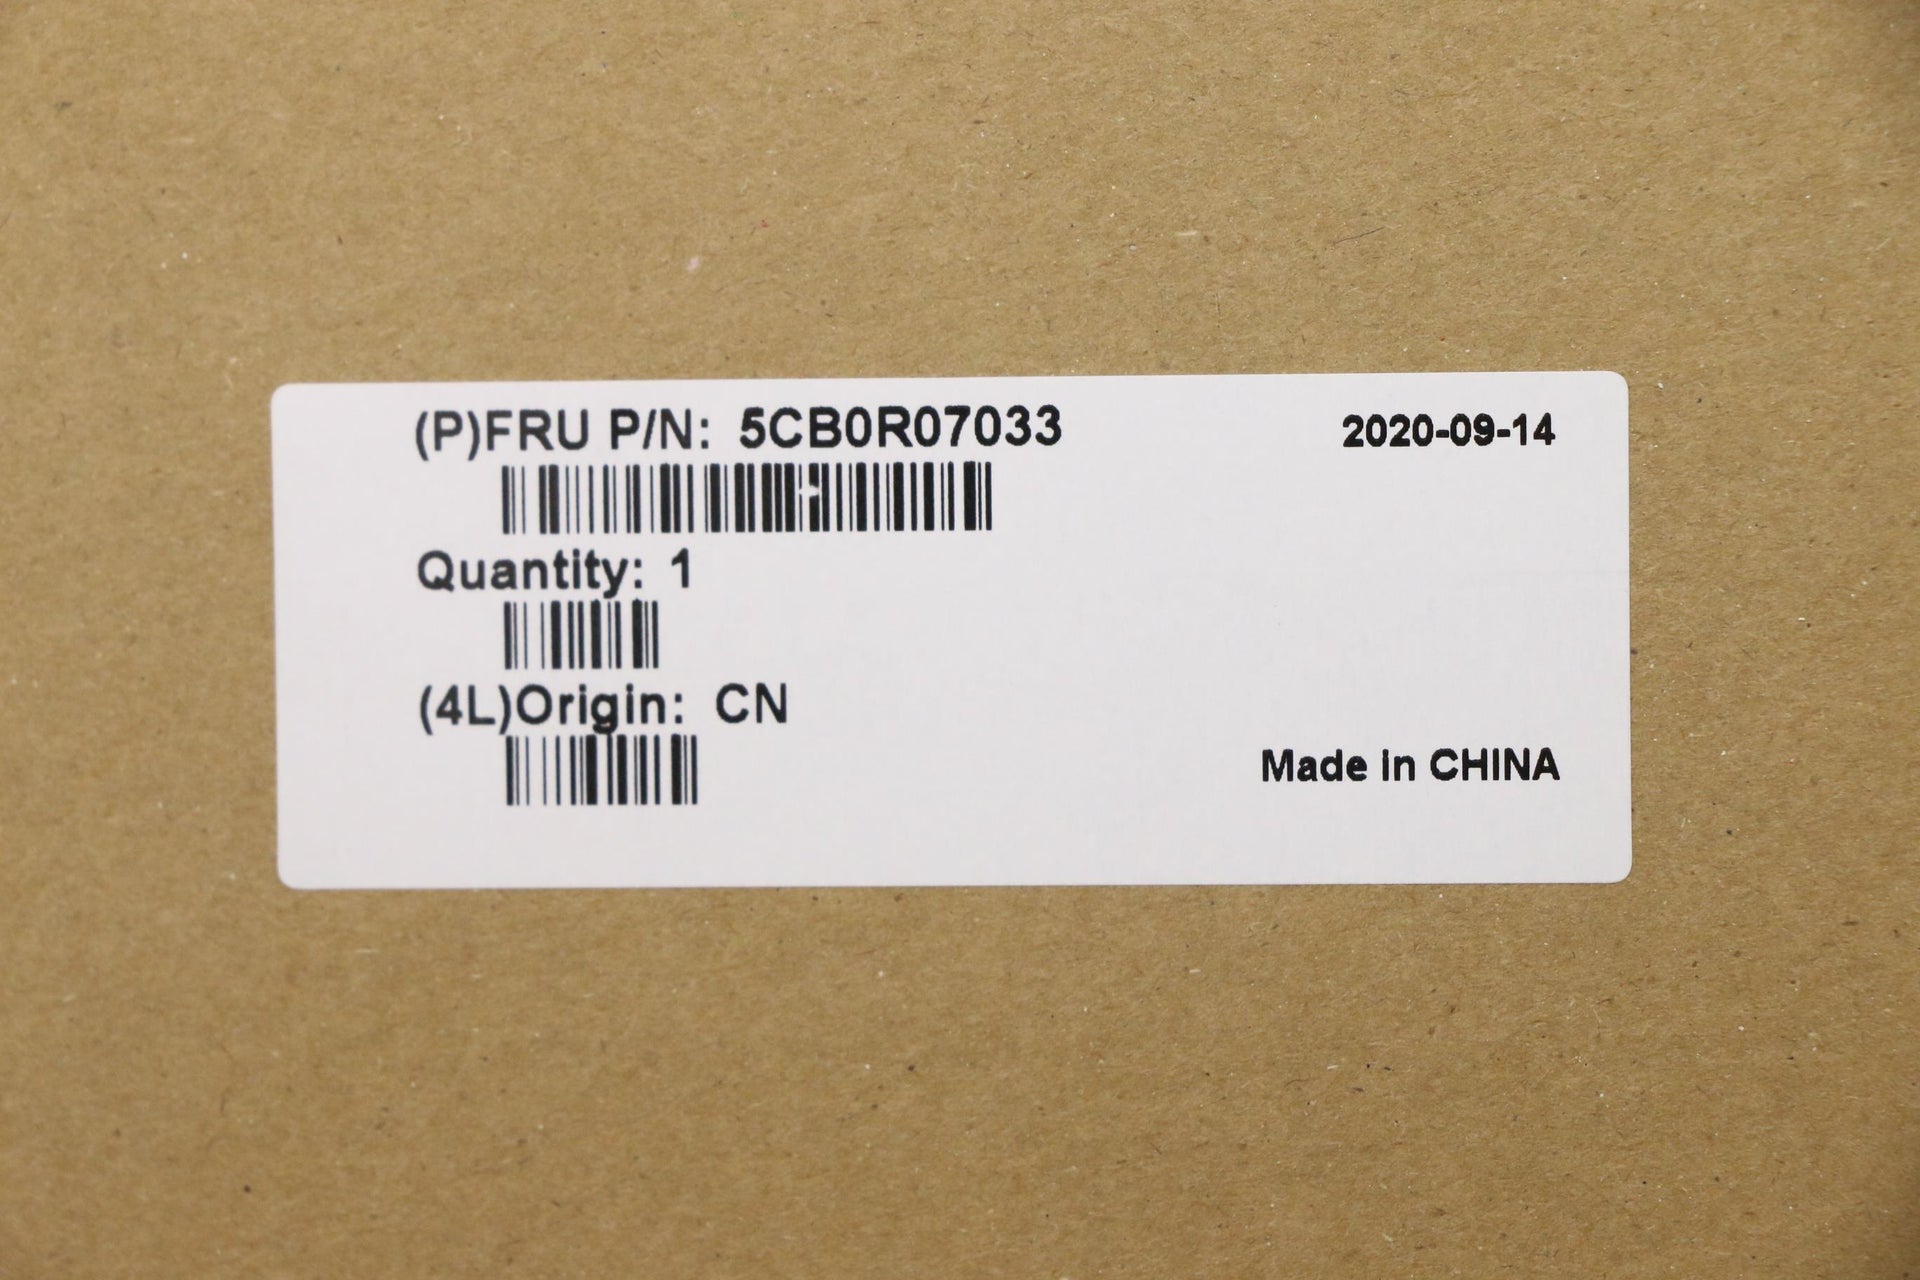 (P)FRU P/N: 5CB0R07033
2020-09-14
Quantity: 1
(4L)Origin: CN
Made in CHINA